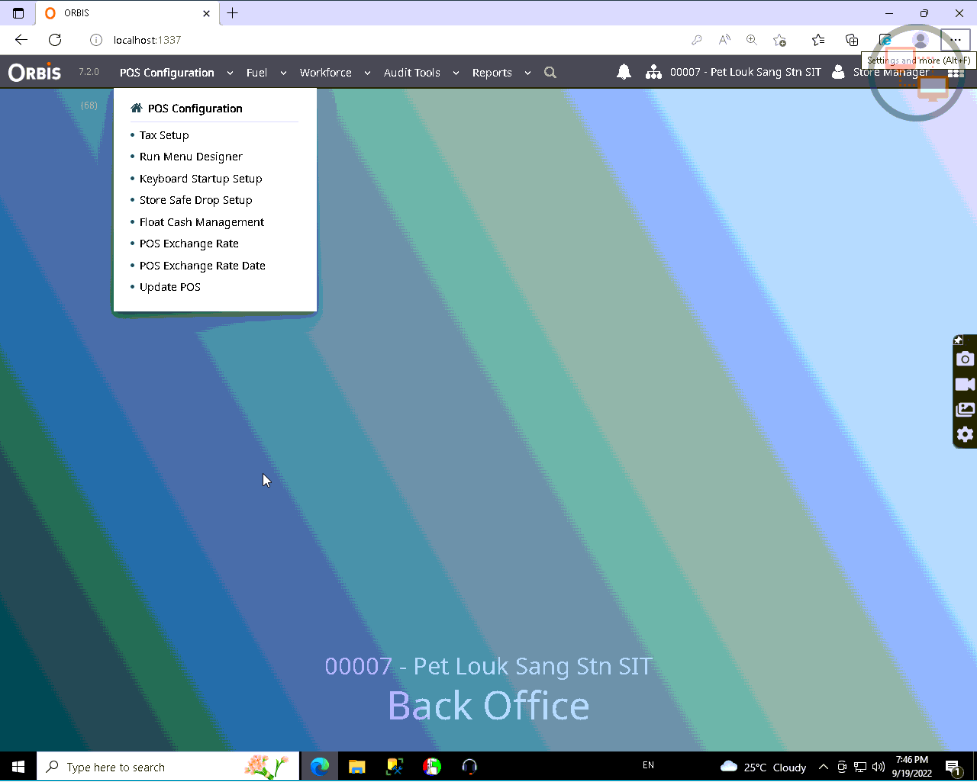 ORBIS
localhost:1337
Settings and more (Alt+F)
ORBIS 7.2.0 POS Configuration Fuel Workforce Audit Tools Reports 00007 - Pet Louk Sang Stn SIT Store Manager
(68)
POS Configuration
Tax Setup
Run Menu Designer
Keyboard Startup Setup
Store Safe Drop Setup
Float Cash Management
POS Exchange Rate
POS Exchange Rate Date
Update POS
00007 - Pet Louk Sang Stn SIT
Back Office
Type here to search
EN
25°C Cloudy
7:46 PM
9/19/2022
1